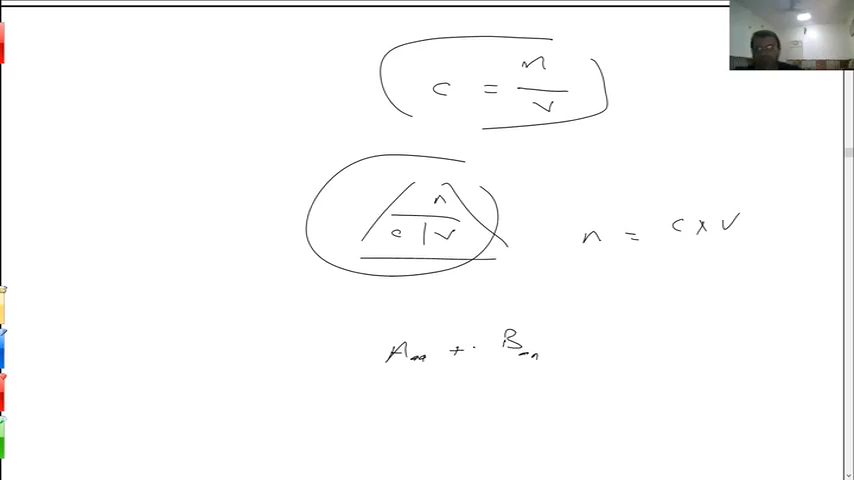 c = n / v
n
c | v
n = c x v
A + B